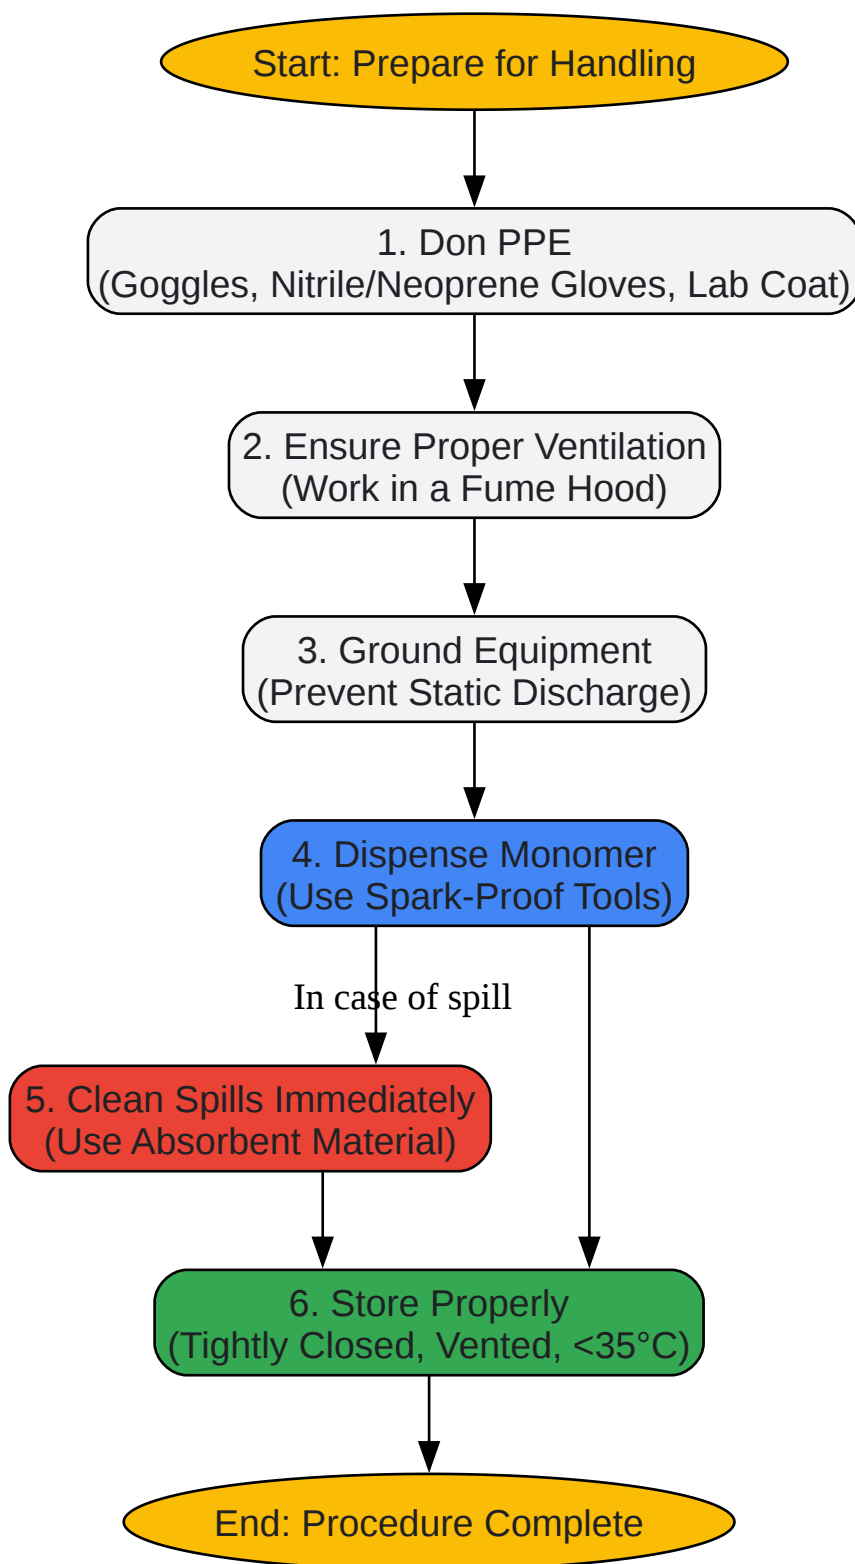 Start: Prepare for Handling
1. Don PPE
(Goggles, Nitrile/Neoprene Gloves, Lab Coat)
2. Ensure Proper Ventilation
(Work in a Fume Hood)
3. Ground Equipment
(Prevent Static Discharge)
4. Dispense Monomer
(Use Spark-Proof Tools)
In case of spill
5. Clean Spills Immediately
(Use Absorbent Material)
6. Store Properly
(Tightly Closed, Vented, <35°C)
End: Procedure Complete